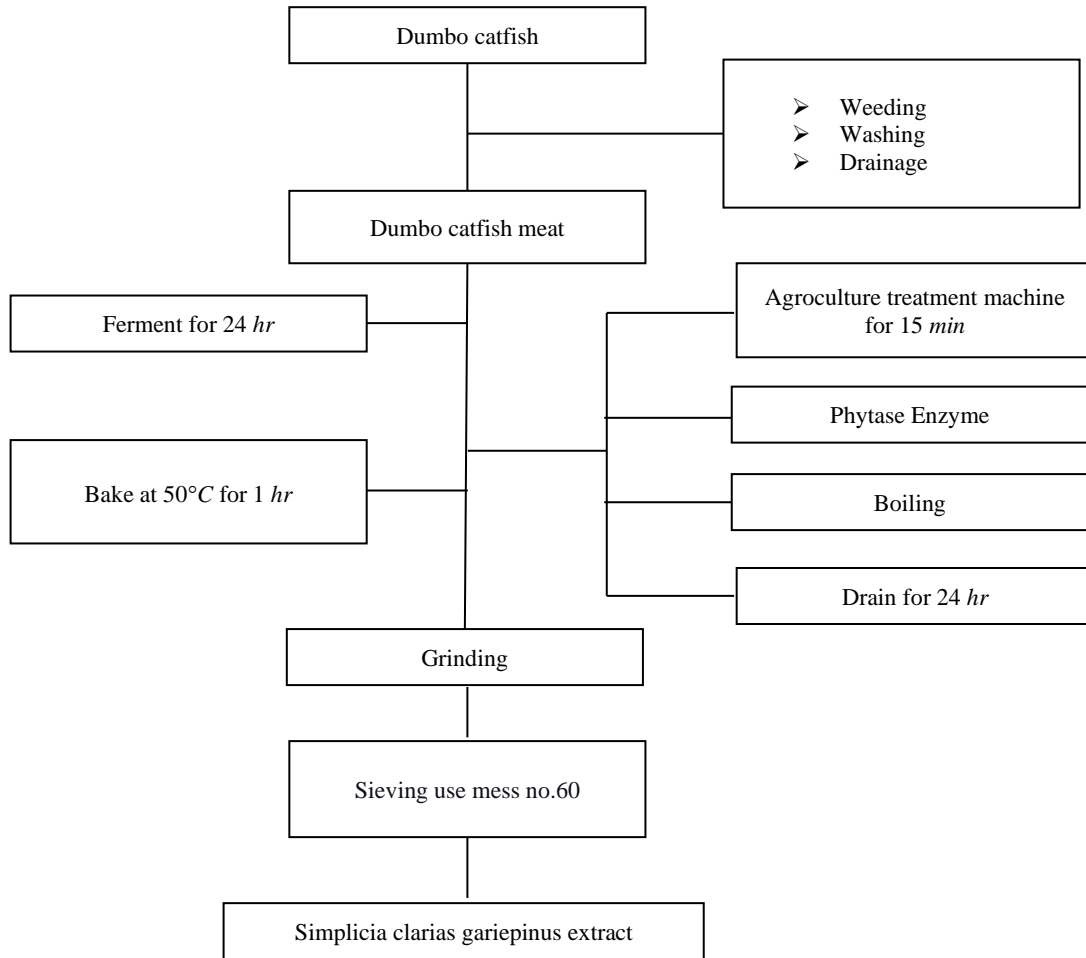 Dumbo catfish
➢ Weeding
➢ Washing
➢ Drainage
Dumbo catfish meat
Agroculture treatment machine
for 15 min
Ferment for 24 hr
Phytase Enzyme
Bake at 50°C for 1 hr
Boiling
Drain for 24 hr
Grinding
Sieving use mess no.60
Simplicia clarias gariepinus extract